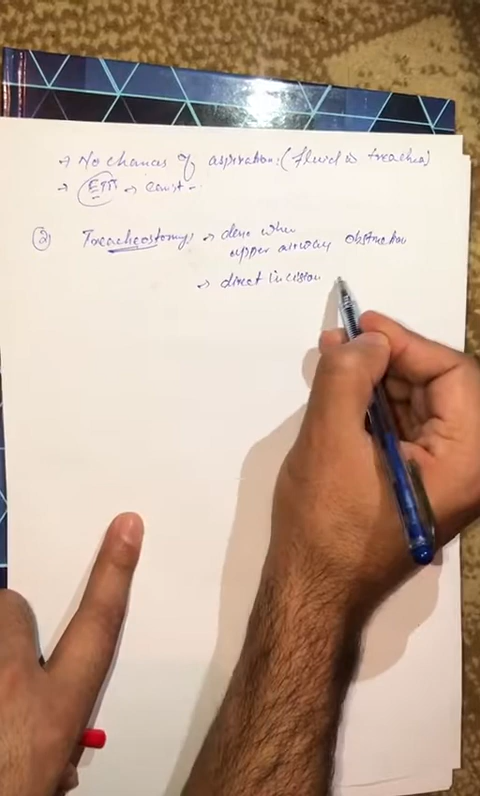 → No chances of aspiration: (fluid in trachea)
→ ETT → const -.
② Tracheostomy: → done when
upper airway obstruction
→ direct incision